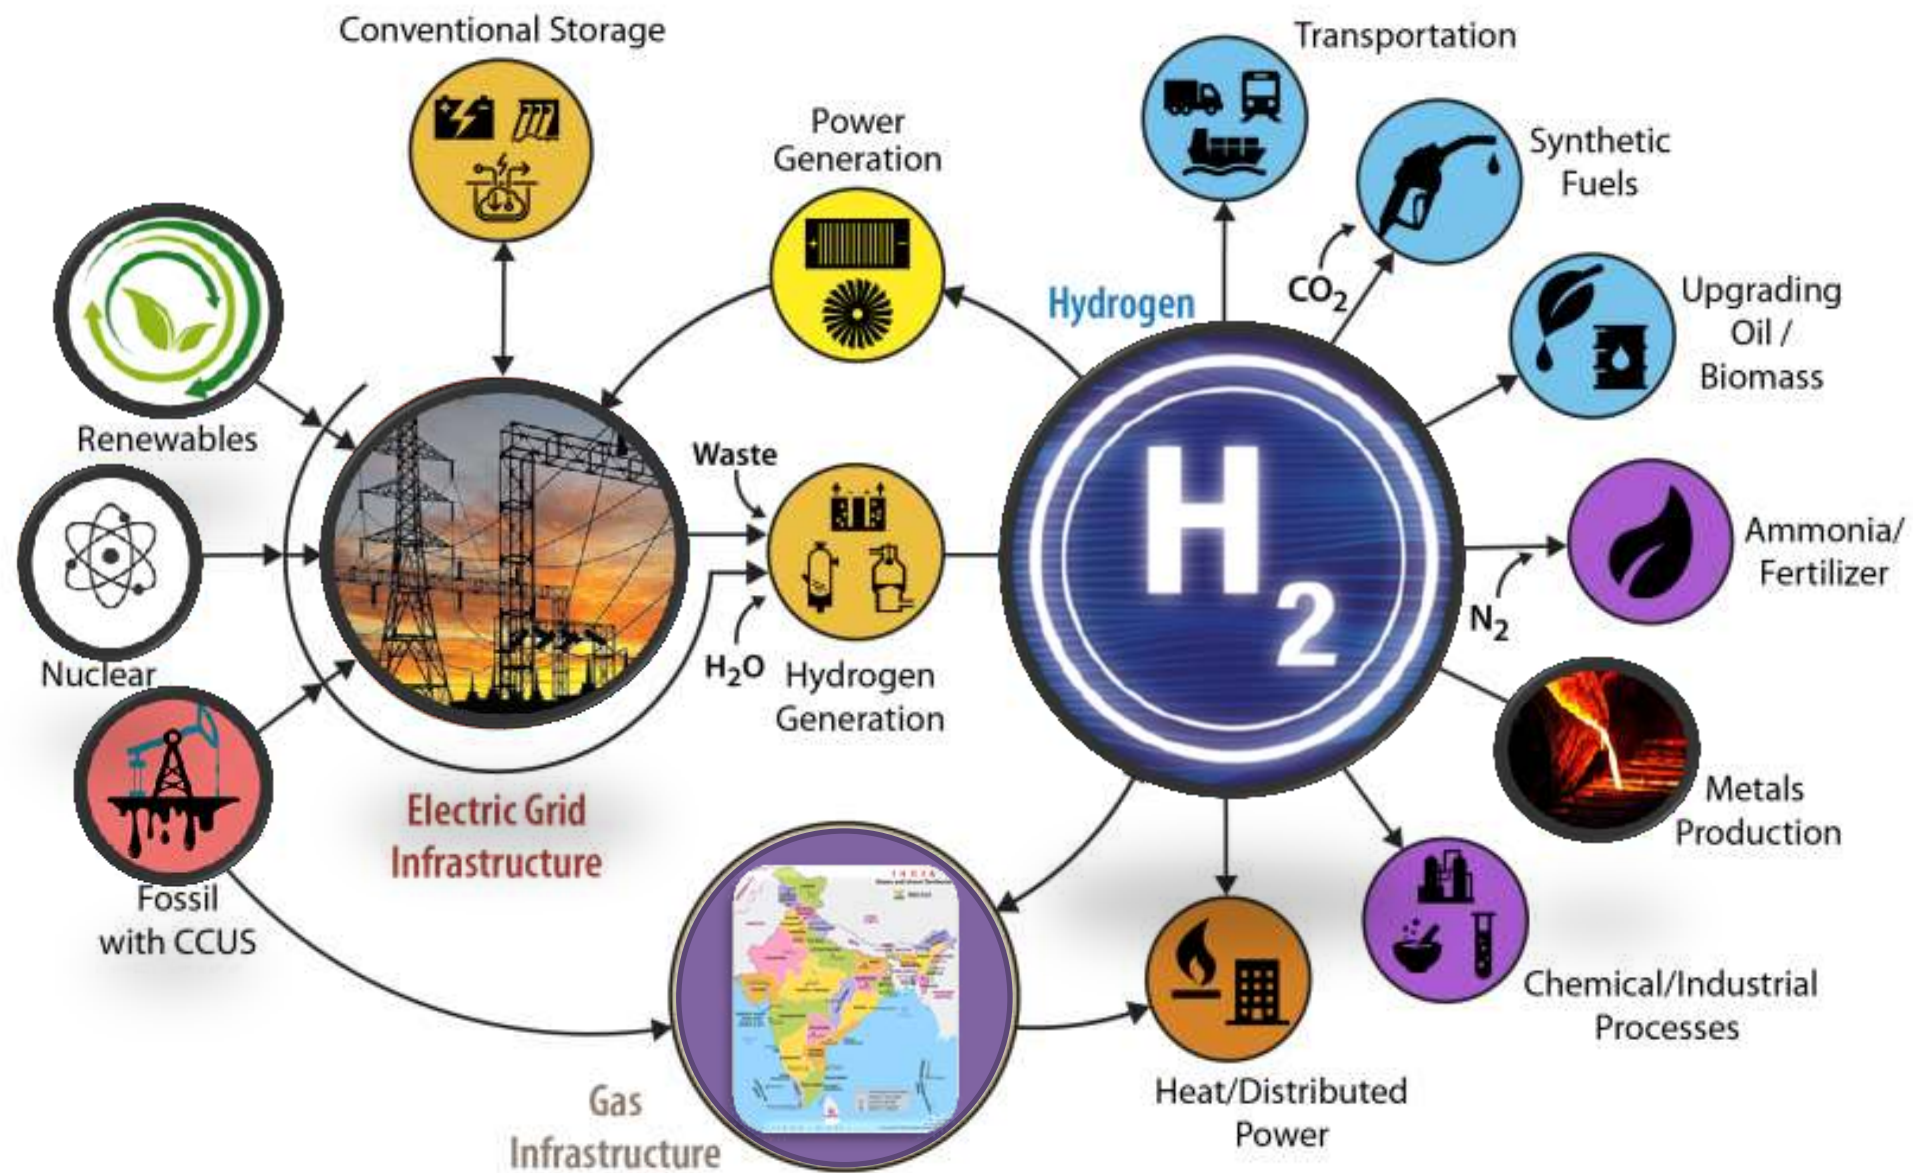 Conventional Storage
Transportation
Power
Generation
Synthetic
Fuels
CO₂
Hydrogen
Upgrading
Oil /
Biomass
Renewables
Waste
H₂
Ammonia/
Fertilizer
N₂
Nuclear
H₂O
Hydrogen
Generation
Metals
Production
Electric Grid
Infrastructure
Fossil
with CCUS
INDIA
Chemical/Industrial
Processes
Gas
Infrastructure
Heat/Distributed
Power